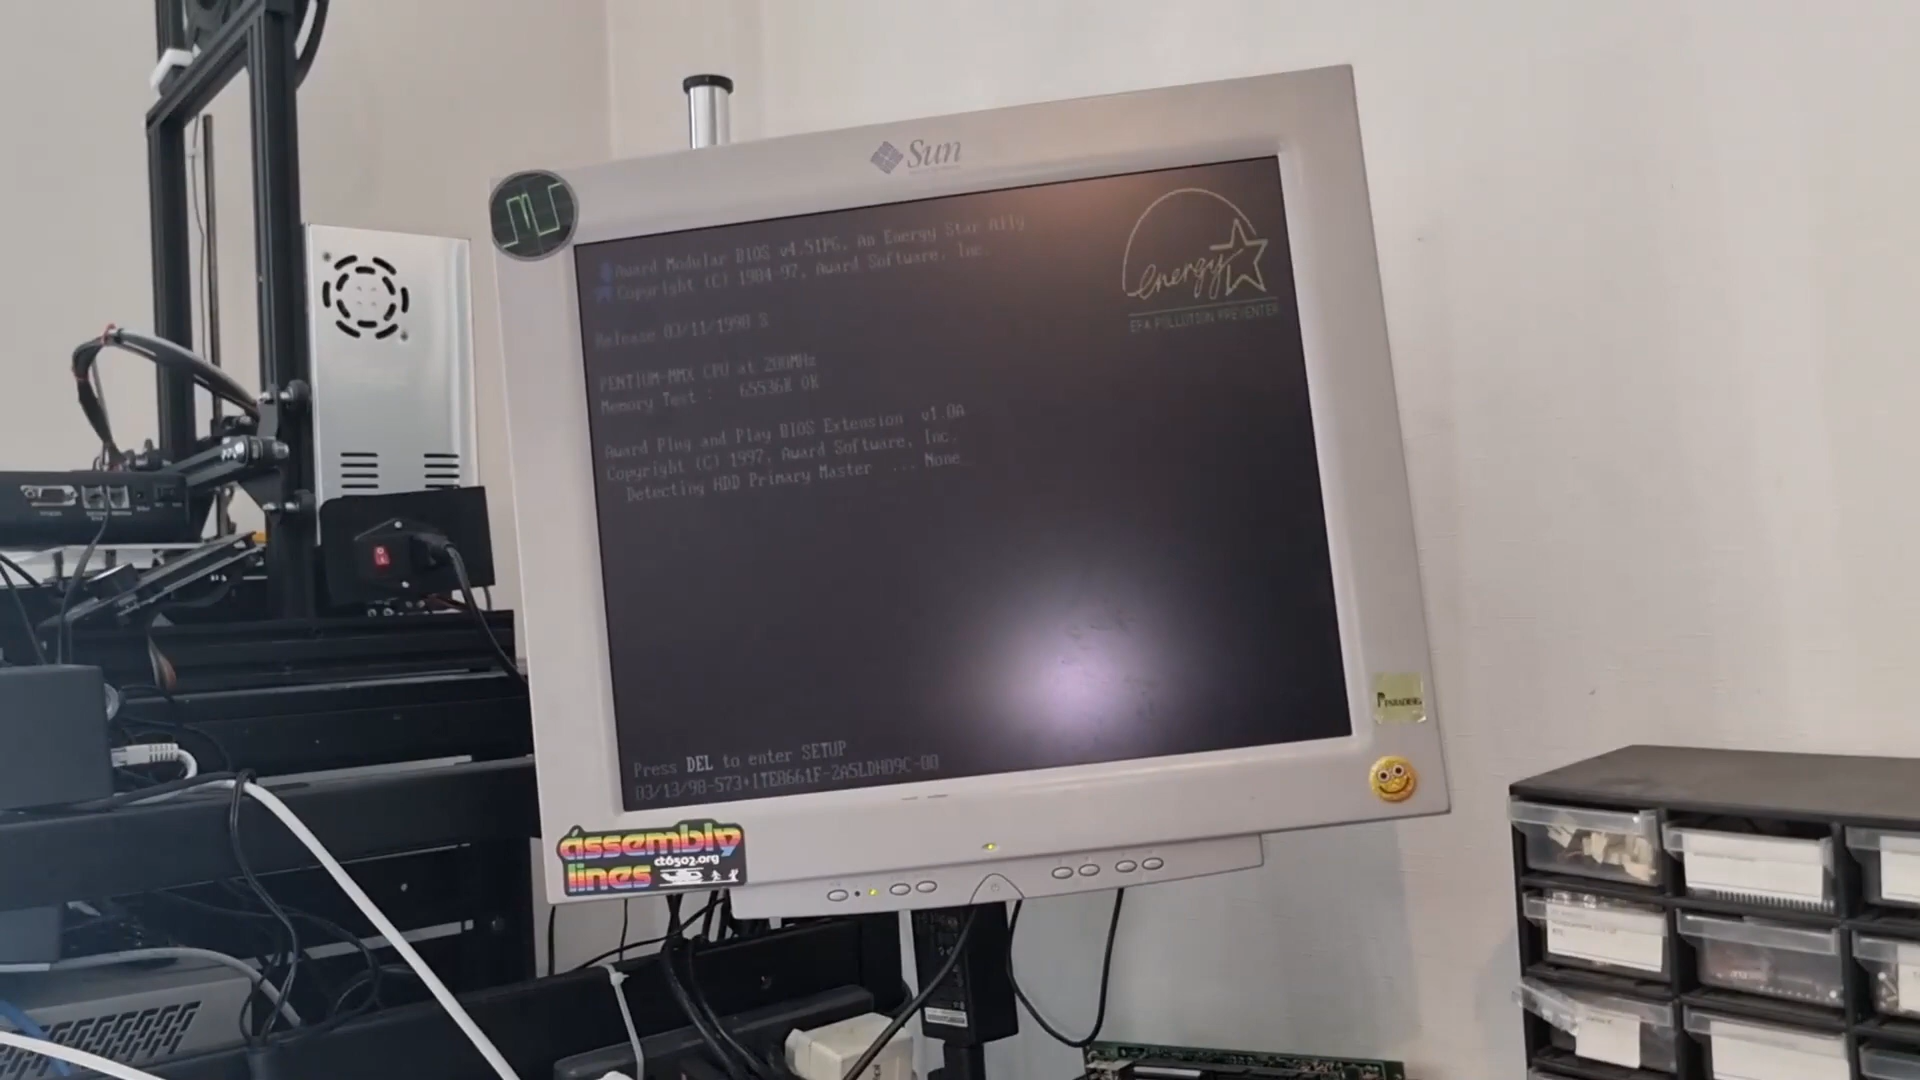 Sun
Award Modular BIOS v4.51PG, An Energy Star Ally
Copyright (C) 1984-97, Award Software, Inc.
Release 03/11/1998 S
PENTIUM-MMX CPU at 200MHz
Memory Test : 65536K OK
Award Plug and Play BIOS Extension v1.0A
Copyright (C) 1997, Award Software, Inc.
Detecting HDD Primary Master ... None
energy
EPA POLLUTION PREVENTER
Press DEL to enter SETUP
03/13/98-i573+ITE8661F-2A5LDH09C-00
assembly
lines
ct6502.org